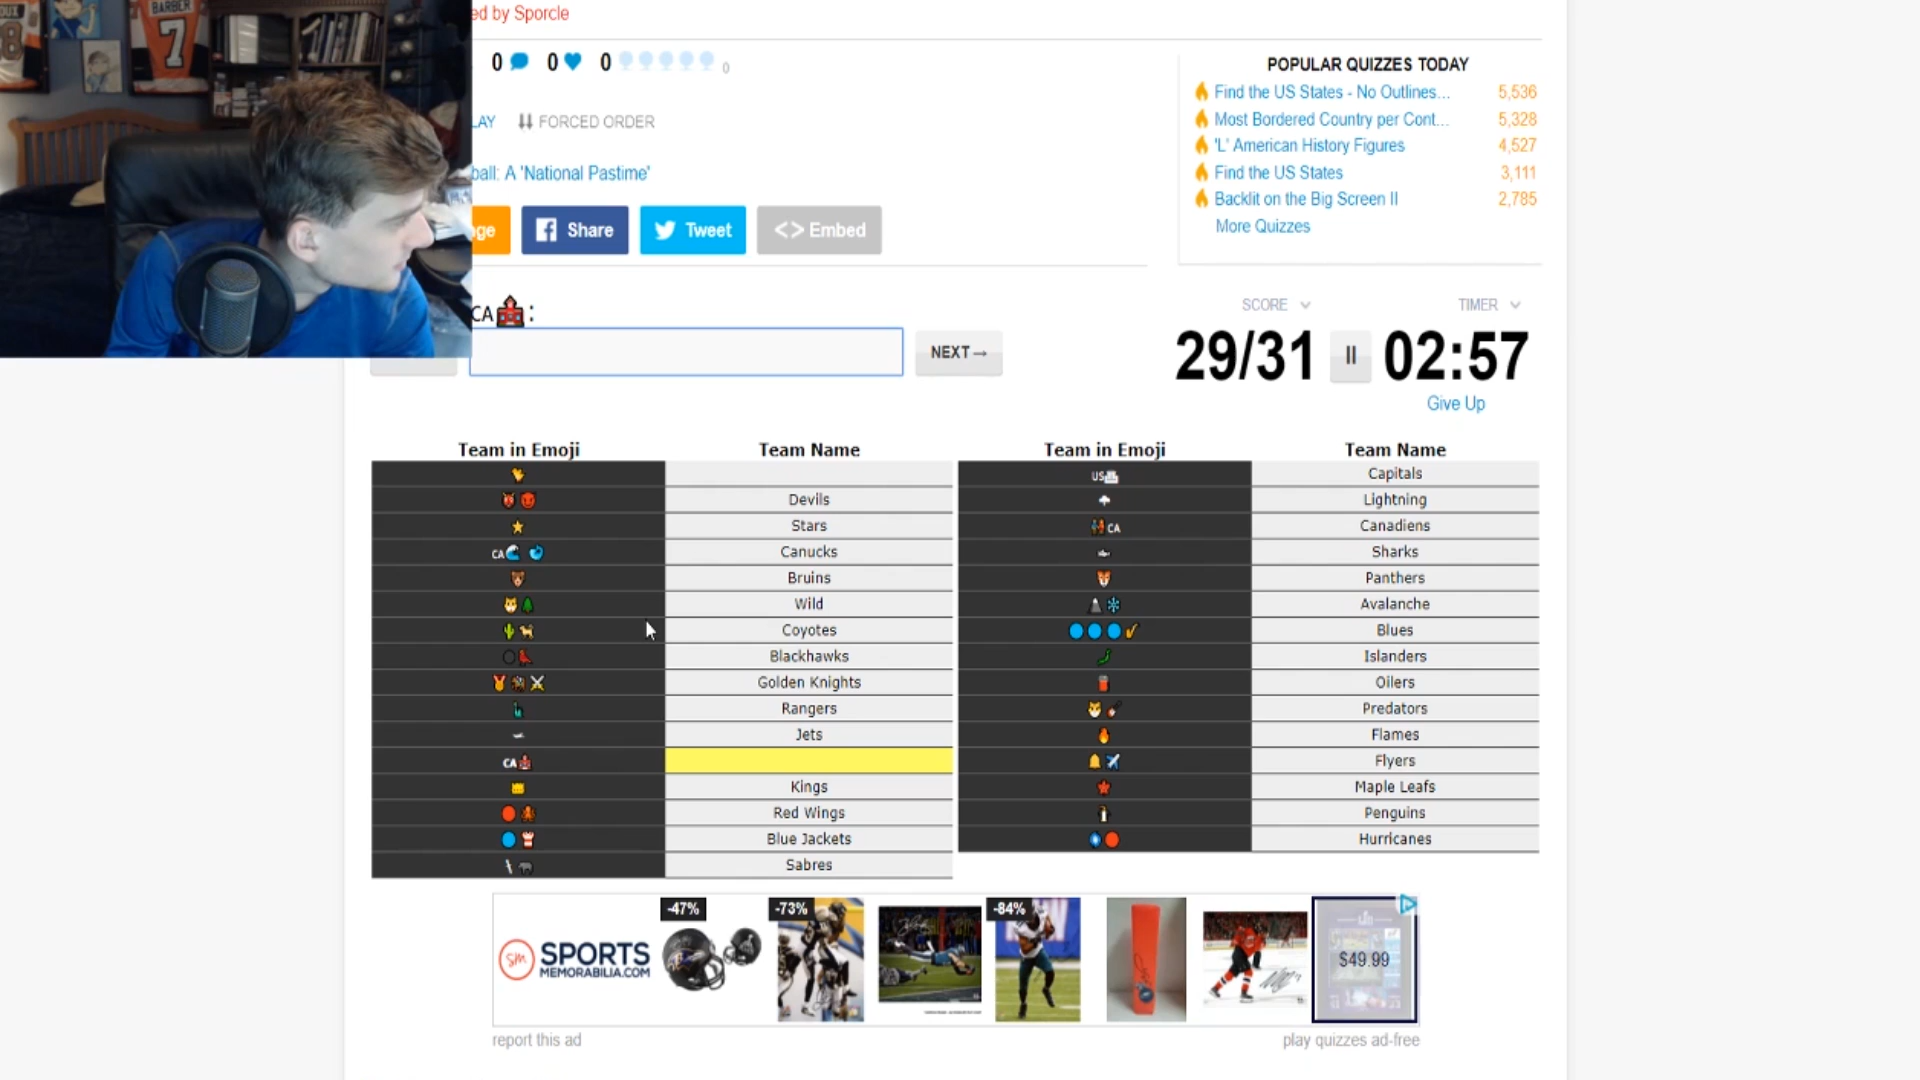 BARBER
7
ed by Sporcle
0 0 0 0
LAY FORCED ORDER
ball: A 'National Pastime'
ge Share Tweet <> Embed
POPULAR QUIZZES TODAY
Find the US States - No Outlines... 5,536
Most Bordered Country per Cont... 5,328
'L' American History Figures 4,527
Find the US States 3,111
Backlit on the Big Screen II 2,785
More Quizzes
CA :
NEXT→
SCORE TIMER
29/31 02:57
Give Up
Team in Emoji Team Name Team in Emoji Team Name
US Capitals
Devils Lightning
Stars CA Canadiens
CA Canucks Sharks
Bruins Panthers
Wild Avalanche
Coyotes Blues
Blackhawks Islanders
Golden Knights Oilers
Rangers Predators
Jets Flames
CA Flyers
Kings Maple Leafs
Red Wings Penguins
Blue Jackets Hurricanes
Sabres
-47% -73% -84%
sm SPORTS
MEMORABILIA.COM
$49.99
report this ad play quizzes ad-free